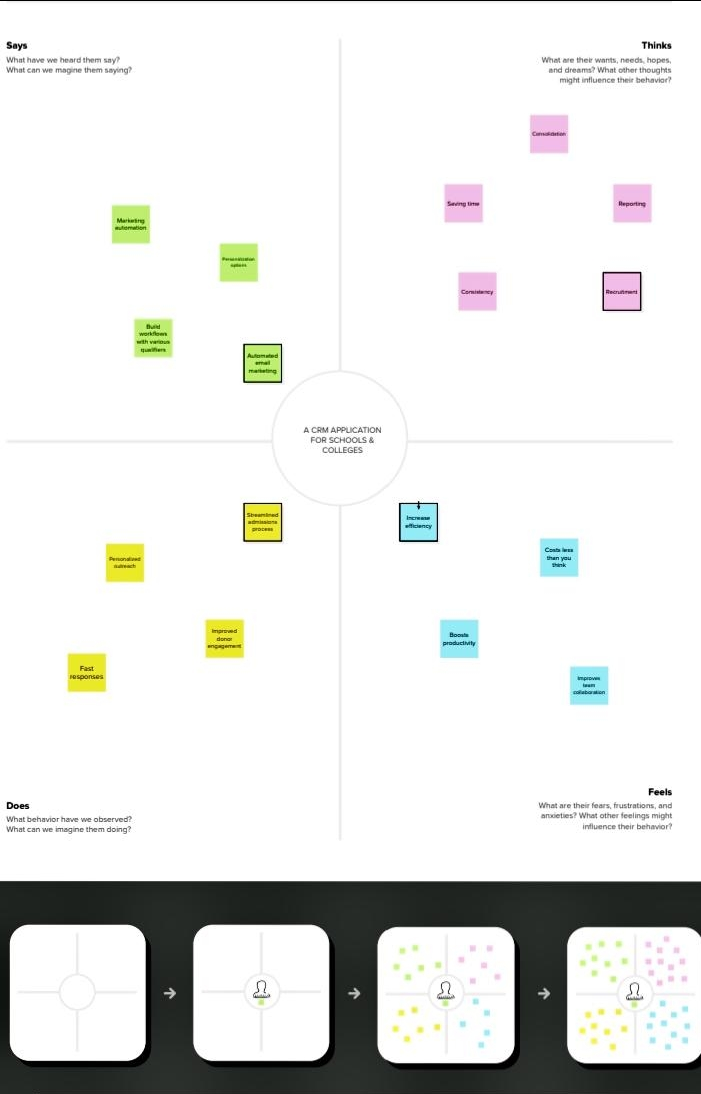 Says
What have we heard them say?
What can we magine them saying?
Thinks
What are their wants, needs, hopes,
and dreams? What other thoughts
might influence their behavior?
Consolidation
Saving time
Reporting
Consistency
Recruitment
Marketing
automation
Personalization
options
Build
workflows
with various
qualifiers
Automated
email
marketing
A CRM APPLICATION
FOR SCHOOLS &
COLLEGES
Streamlined
admissions
process
Personalized
outreach
Improved
donor
engagement
Fast
responses
Increase
efficiency
Costs less
than you
think
Boosts
productivity
Improves
team
collaboration
Does
What behavior have we observed?
What can we imagine them doing?
Feels
What are their fears, frustrations, and
anxieties? What other feelings might
influence their behavior?